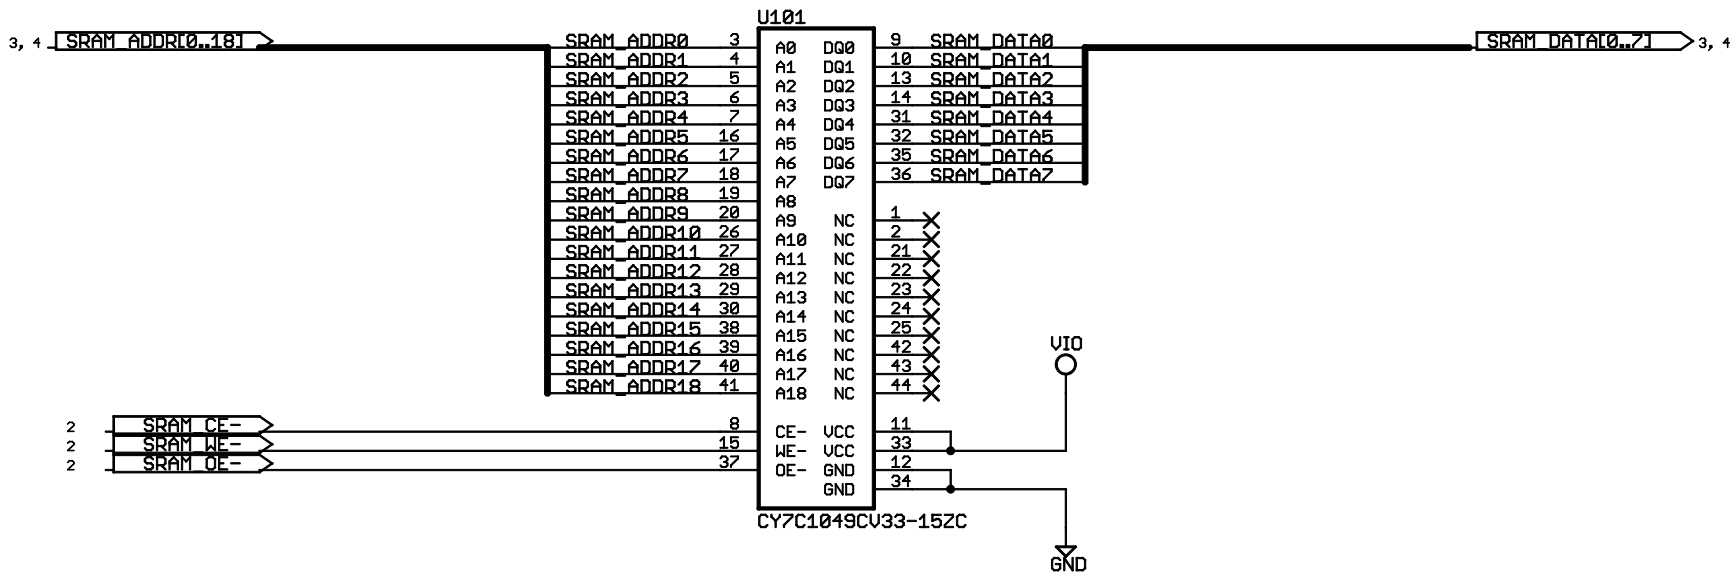 U101
3, 4 SRAM_ADDR[0..18] SRAM_ADDR0 3 A0 DQ0 9 SRAM_DATA0 SRAM_DATA[0..7] 3, 4
SRAM_ADDR1 4 A1 DQ1 10 SRAM_DATA1
SRAM_ADDR2 5 A2 DQ2 13 SRAM_DATA2
SRAM_ADDR3 6 A3 DQ3 14 SRAM_DATA3
SRAM_ADDR4 7 A4 DQ4 31 SRAM_DATA4
SRAM_ADDR5 16 A5 DQ5 32 SRAM_DATA5
SRAM_ADDR6 17 A6 DQ6 35 SRAM_DATA6
SRAM_ADDR7 18 A7 DQ7 36 SRAM_DATA7
SRAM_ADDR8 19 A8
SRAM_ADDR9 20 A9 NC 1
SRAM_ADDR10 26 A10 NC 2
SRAM_ADDR11 27 A11 NC 21
SRAM_ADDR12 28 A12 NC 22
SRAM_ADDR13 29 A13 NC 23
SRAM_ADDR14 30 A14 NC 24
SRAM_ADDR15 38 A15 NC 25
SRAM_ADDR16 39 A16 NC 42
SRAM_ADDR17 40 A17 NC 43
SRAM_ADDR18 41 A18 NC 44
VIO
2 SRAM_CE- 8 CE- VCC 11
2 SRAM_WE- 15 WE- VCC 33
2 SRAM_OE- 37 OE- GND 12
GND 34
CY7C1049CV33-15ZC
GND